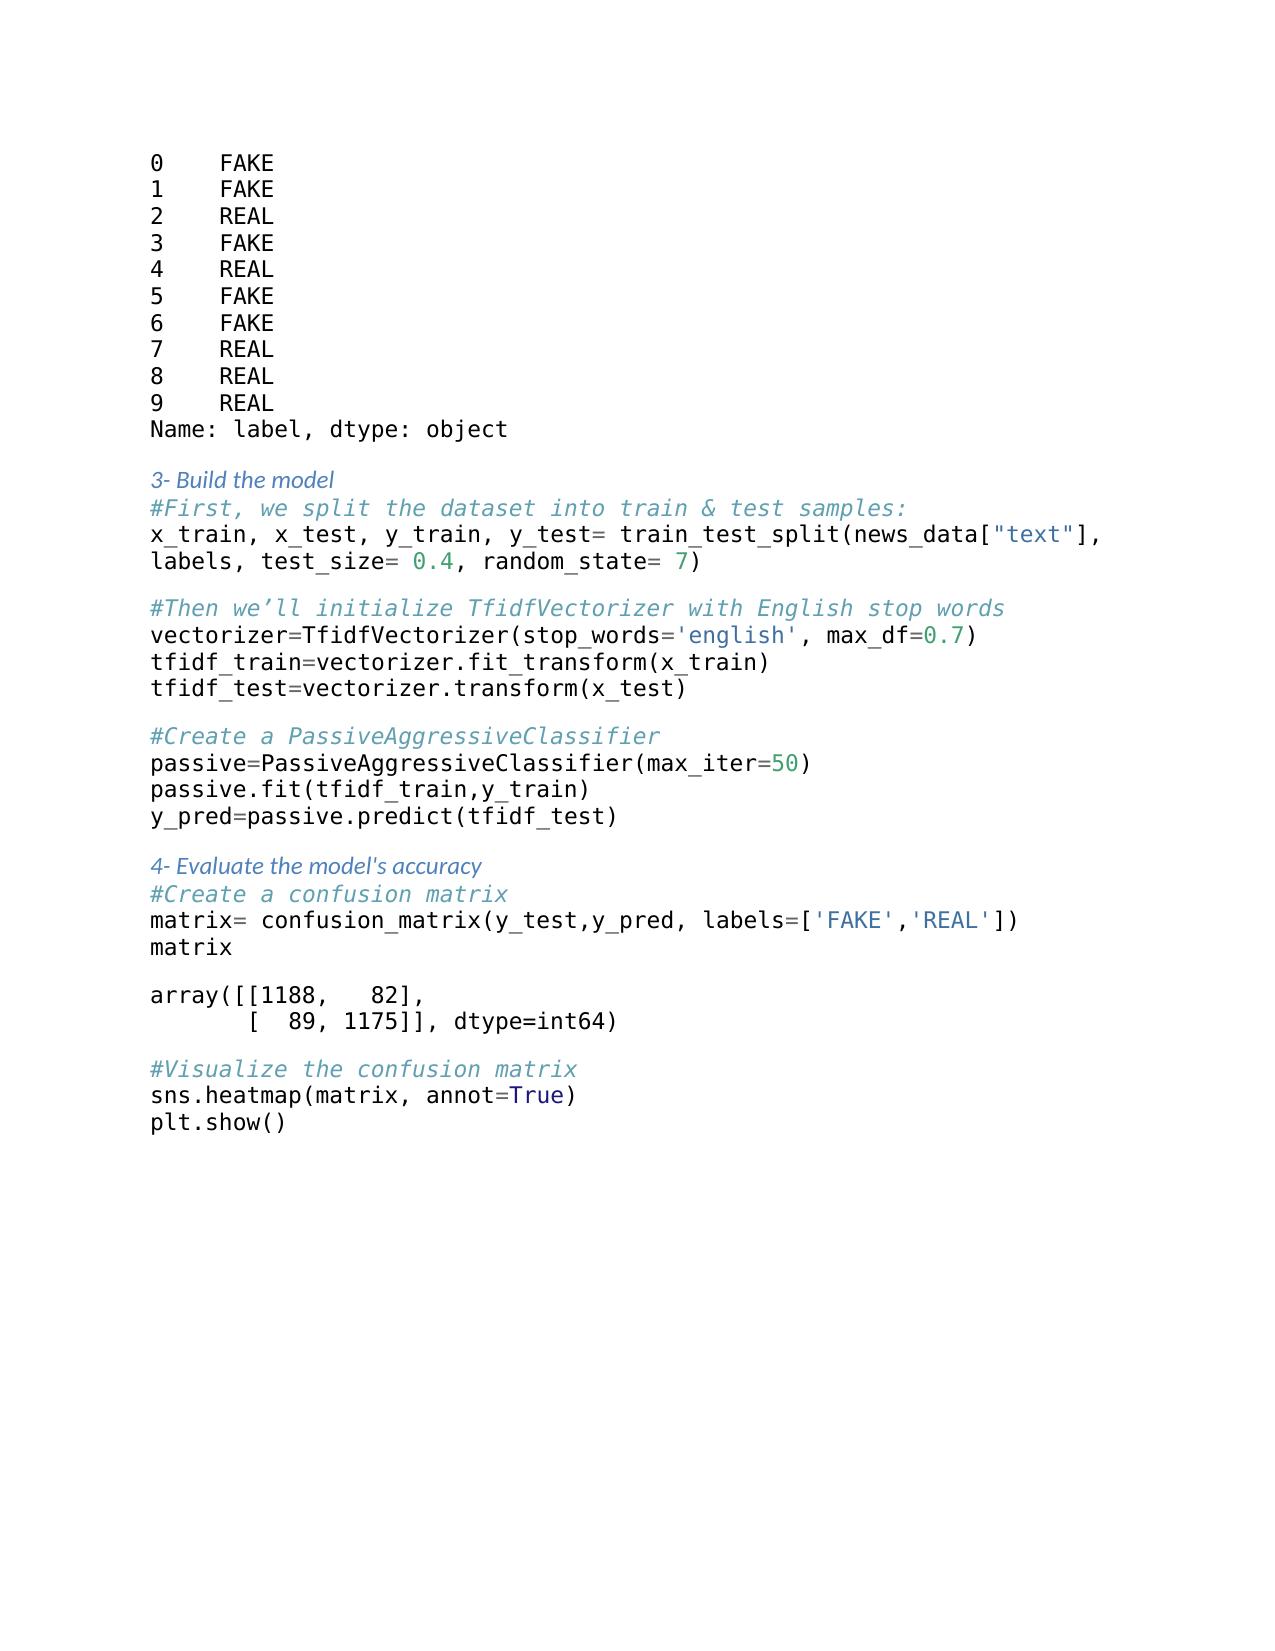 0    FAKE
1    FAKE
2    REAL
3    FAKE
4    REAL
5    FAKE
6    FAKE
7    REAL
8    REAL
9    REAL
Name: label, dtype: object
3- Build the model
#First, we split the dataset into train & test samples:
x_train, x_test, y_train, y_test= train_test_split(news_data["text"],
labels, test_size= 0.4, random_state= 7)
#Then we’ll initialize TfidfVectorizer with English stop words
vectorizer=TfidfVectorizer(stop_words='english', max_df=0.7)
tfidf_train=vectorizer.fit_transform(x_train)
tfidf_test=vectorizer.transform(x_test)
#Create a PassiveAggressiveClassifier
passive=PassiveAggressiveClassifier(max_iter=50)
passive.fit(tfidf_train,y_train)
y_pred=passive.predict(tfidf_test)
4- Evaluate the model's accuracy
#Create a confusion matrix
matrix= confusion_matrix(y_test,y_pred, labels=['FAKE','REAL'])
matrix
array([[1188,   82],
       [  89, 1175]], dtype=int64)
#Visualize the confusion matrix
sns.heatmap(matrix, annot=True)
plt.show()